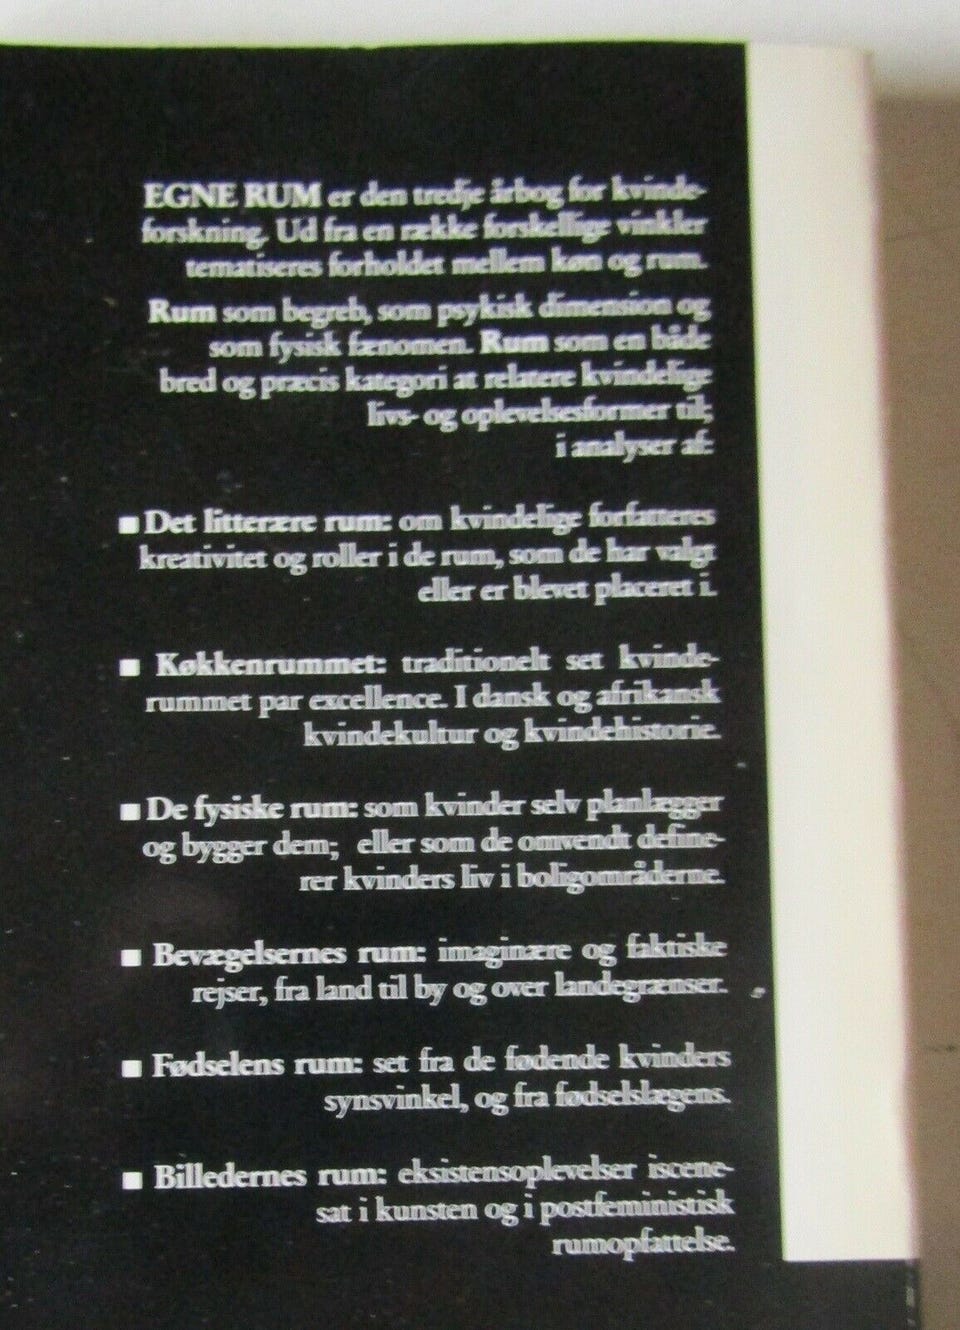 EGNE RUM er den tredje årbog for kvinde-
forskning. Ud fra en række forskellige vinkler
tematiseres forholdet mellem køn og rum.
Rum som begreb, som psykisk dimension og
som fysisk fænomen. Rum som en både
bred og præcis kategori at relatere kvindelige
livs- og oplevelsesformer til;
i analyser af:
■ Det litterære rum: om kvindelige forfatteres
kreativitet og roller i de rum, som de har valgt
eller er blevet placeret i.
■ Køkkenrummet: traditionelt set kvinde-
rummet par excellence. I dansk og afrikansk
kvindekultur og kvindehistorie.
■ De fysiske rum: som kvinder selv planlægger
og bygger dem; eller som de omvendt define-
rer kvinders liv i boligområderne.
■ Bevægelsernes rum: imaginære og faktiske
rejser, fra land til by og over landegrænser.
■ Fødselens rum: set fra de fødende kvinders
synsvinkel, og fra fødselslægens.
■ Billedernes rum: eksistensoplevelser iscene-
sat i kunsten og i postfeministisk
rumopfattelse.